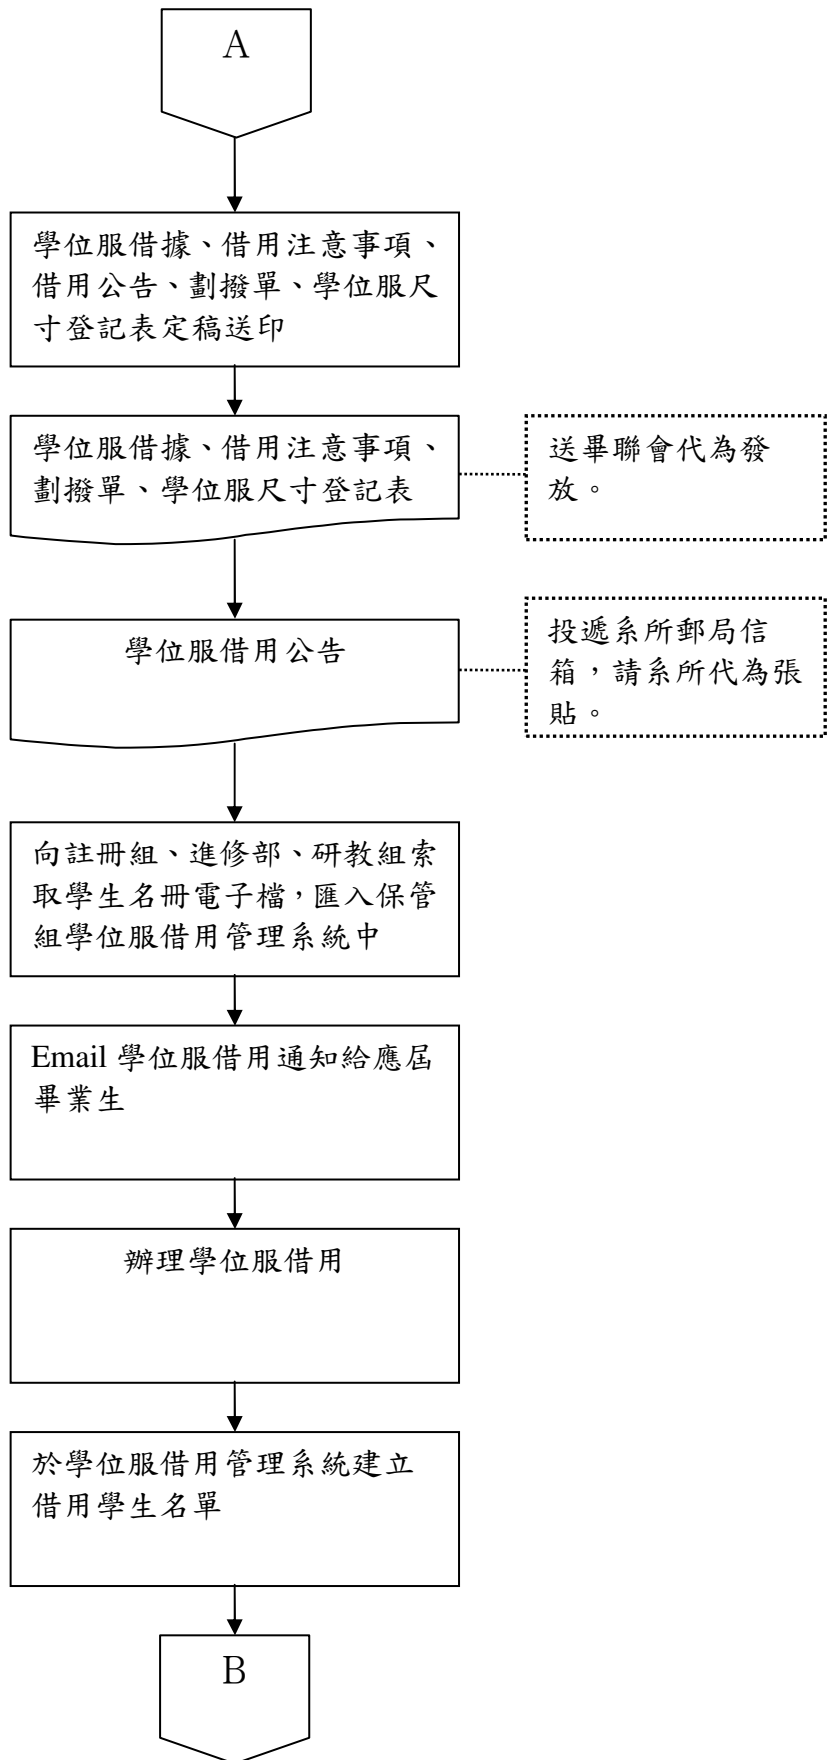 A
學位服借據、借用注意事項、
借用公告、劃撥單、學位服尺
寸登記表定稿送印
學位服借據、借用注意事項、
劃撥單、學位服尺寸登記表
送畢聯會代為發
放。
學位服借用公告
投遞系所郵局信
箱，請系所代為張
貼。
向註冊組、進修部、研教組索
取學生名冊電子檔，匯入保管
組學位服借用管理系統中
Email 學位服借用通知給應屆
畢業生
辦理學位服借用
於學位服借用管理系統建立
借用學生名單
B